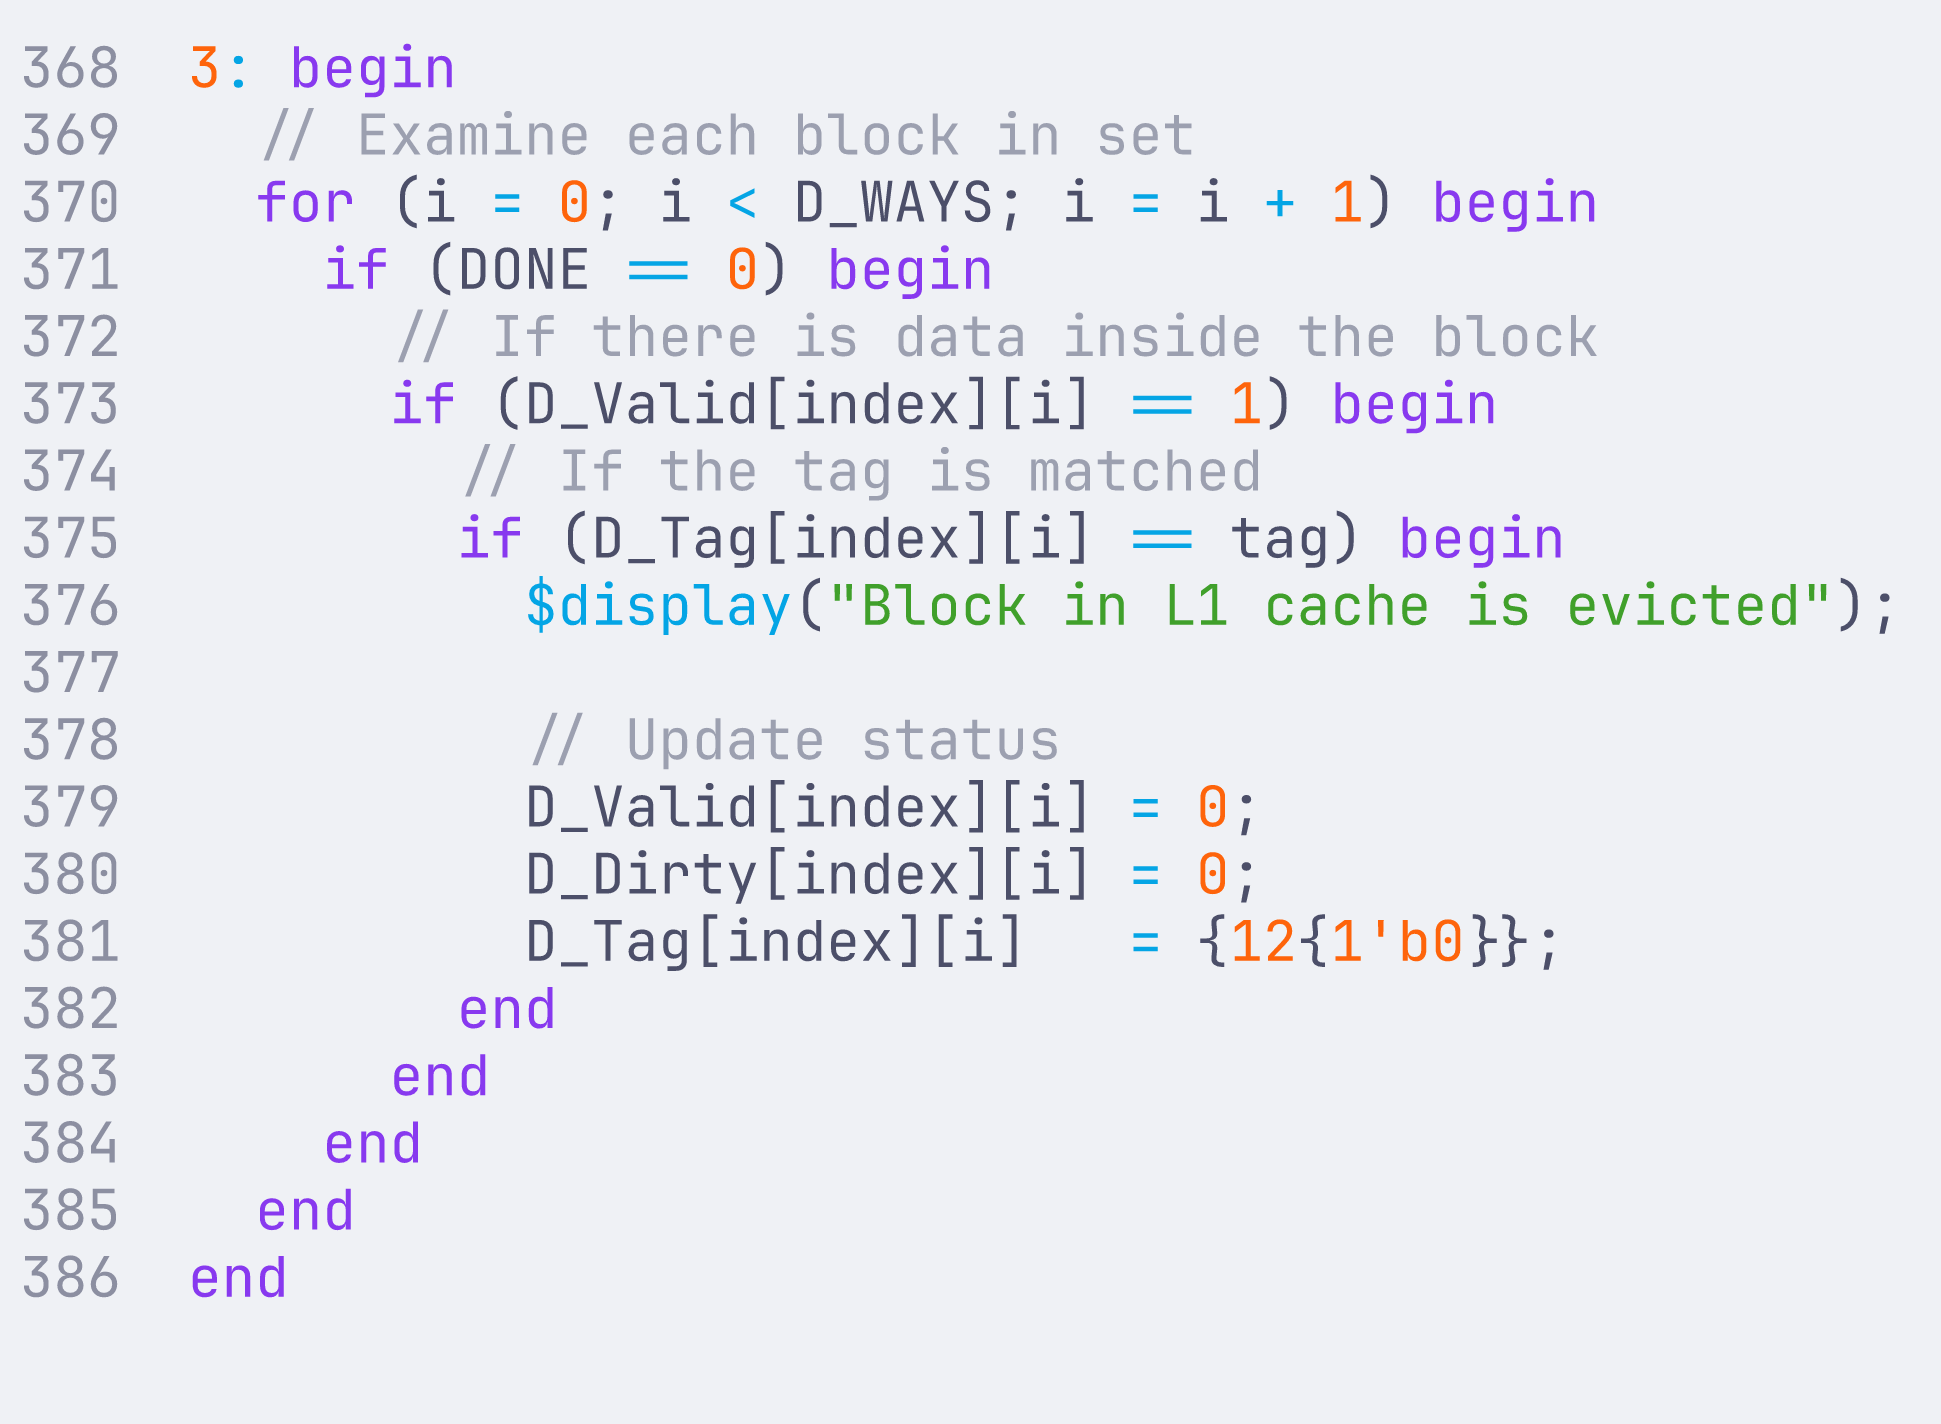 368  3: begin
369    // Examine each block in set
370    for (i = 0; i < D_WAYS; i = i + 1) begin
371      if (DONE == 0) begin
372        // If there is data inside the block
373        if (D_Valid[index][i] == 1) begin
374          // If the tag is matched
375          if (D_Tag[index][i] == tag) begin
376            $display("Block in L1 cache is evicted");
377
378            // Update status
379            D_Valid[index][i] = 0;
380            D_Dirty[index][i] = 0;
381            D_Tag[index][i]   = {12{1'b0}};
382          end
383        end
384      end
385    end
386  end